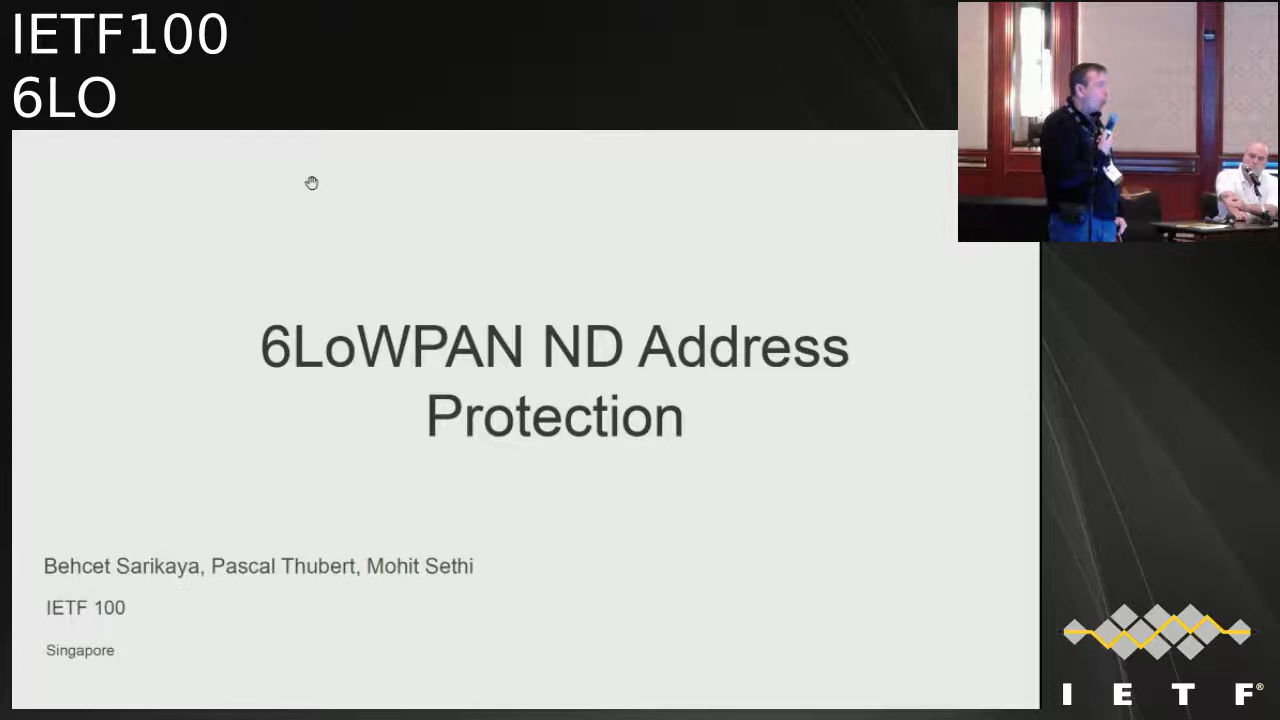 IETF100
6LO
6LoWPAN ND Address
Protection
Behcet Sarikaya, Pascal Thubert, Mohit Sethi
IETF 100
Singapore
I E T F®